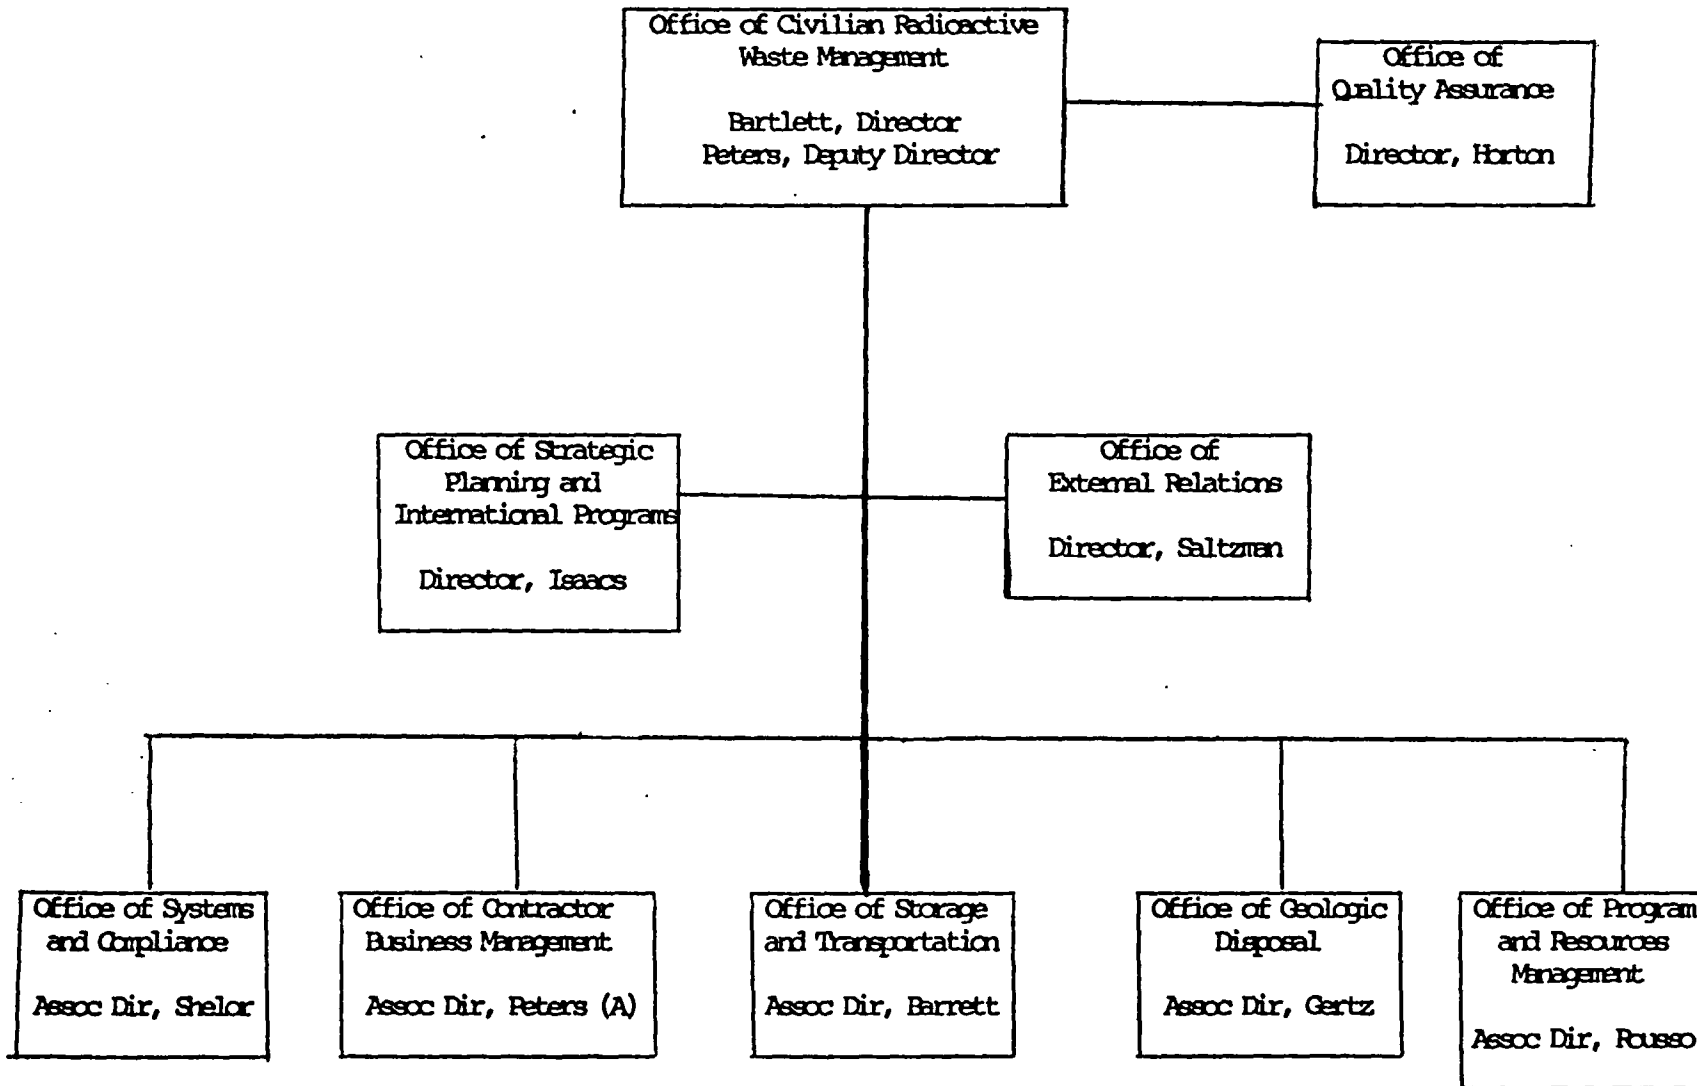 Office of Civilian Radioactive
Waste Management
Bartlett, Director
Peters, Deputy Director
Office of
Quality Assurance
Director, Horton
Office of Strategic
Planning and
International Programs
Director, Isaacs
Office of
External Relations
Director, Saltzman
Office of Systems
and Compliance
Assoc Dir, Shelor
Office of Contractor
Business Management
Assoc Dir, Peters (A)
Office of Storage
and Transportation
Assoc Dir, Barrett
Office of Geologic
Disposal
Assoc Dir, Gertz
Office of Program
and Resources
Management
Assoc Dir, Rousso